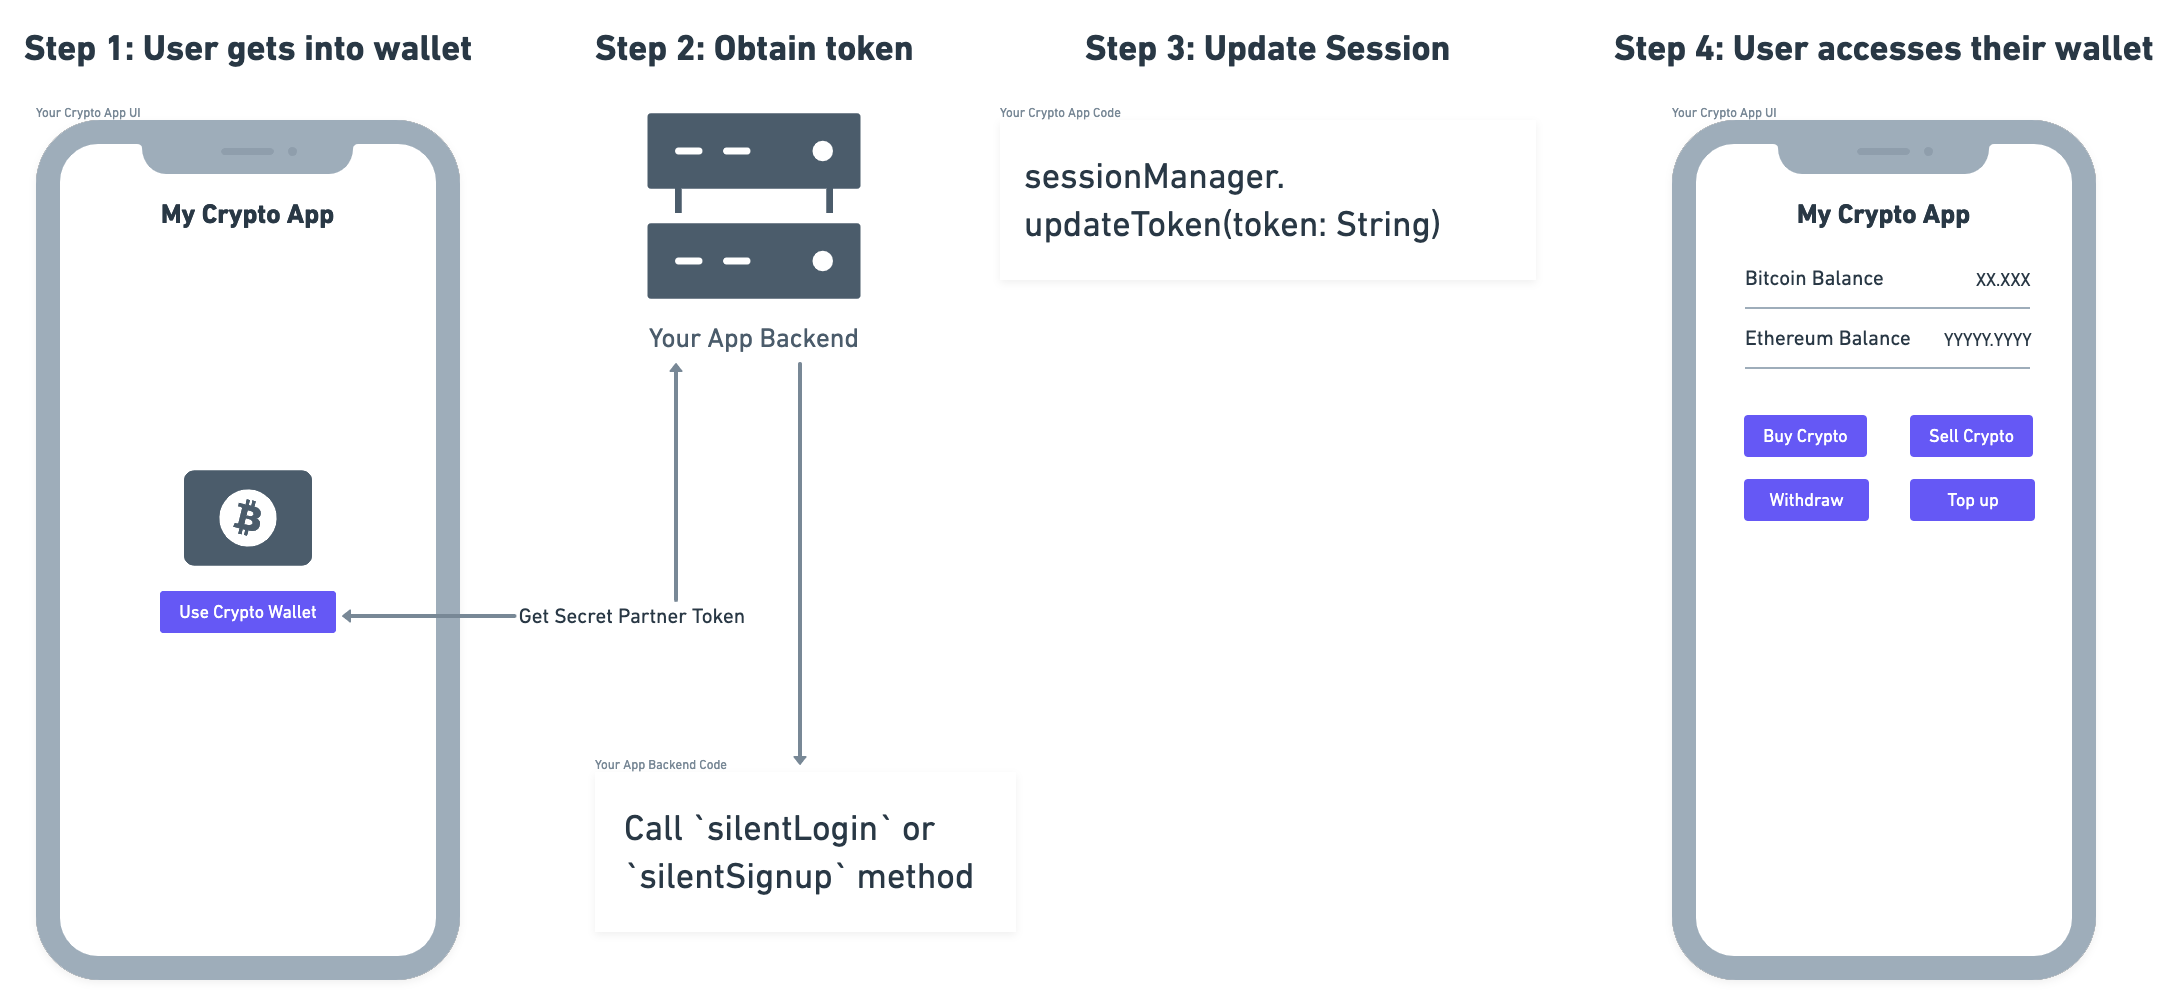 Step 1: User gets into wallet
Your Crypto App UI
My Crypto App
Use Crypto Wallet
Step 2: Obtain token
Your App Backend
Get Secret Partner Token
Your App Backend Code
Call `silentLogin` or
`silentSignup` method
Step 3: Update Session
Your Crypto App Code
sessionManager.
updateToken(token: String)
Step 4: User accesses their wallet
Your Crypto App UI
My Crypto App
Bitcoin Balance XX.XXX
Ethereum Balance YYYYY.YYYY
Buy Crypto Sell Crypto
Withdraw Top up